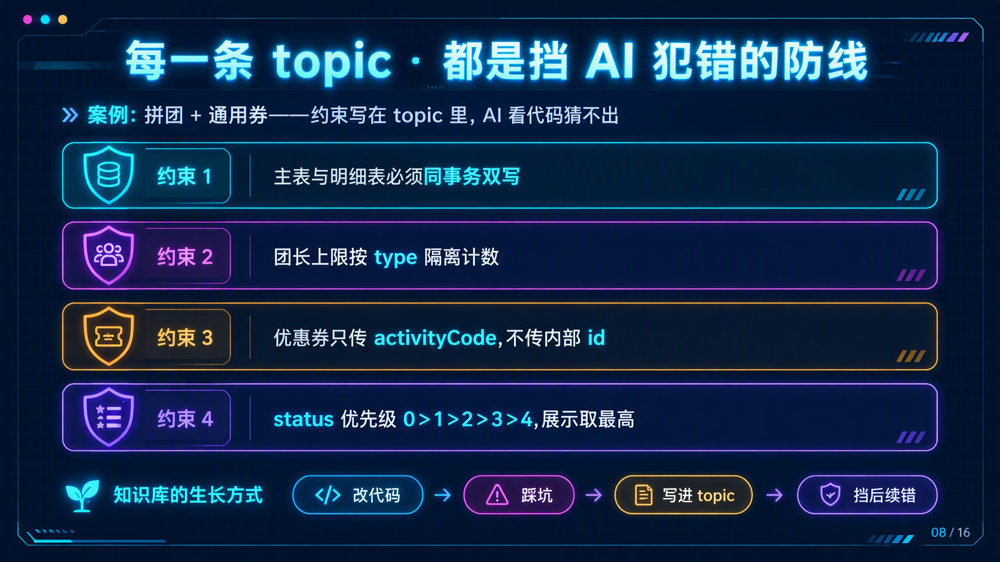 每一条 topic · 都是挡 AI 犯错的防线
案例：拼团 + 通用券——约束写在 topic 里，AI 看代码猜不出
约束 1
主表与明细表必须同事务双写
约束 2
团长上限按 type 隔离计数
约束 3
优惠券只传 activityCode，不传内部 id
约束 4
status 优先级 0>1>2>3>4，展示取最高
知识库的生长方式
</> 改代码
→
踩坑
→
写进 topic
→
挡后续错
08 / 16